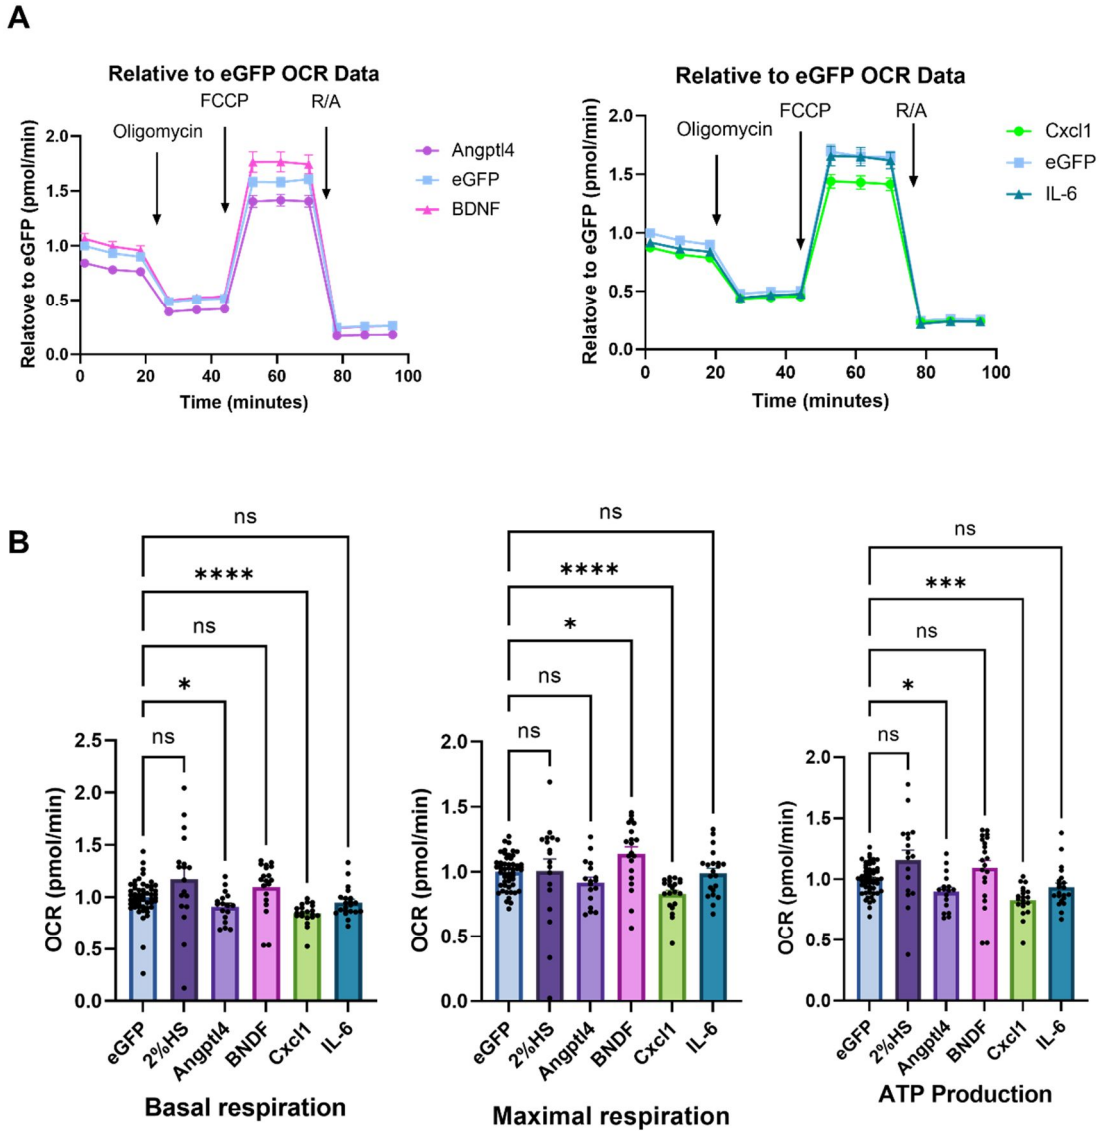 A
Relative to eGFP OCR Data
Oligomycin
FCCP
R/A
Relatove to eGFP (pmol/min)
2.0
1.5
1.0
0.5
0.0
0 20 40 60 80 100
Time (minutes)
Angptl4
eGFP
BDNF
Relative to eGFP OCR Data
Oligomycin
FCCP
R/A
Relatove to eGFP (pmol/min)
2.0
1.5
1.0
0.5
0.0
0 20 40 60 80 100
Time (minutes)
Cxcl1
eGFP
IL-6
B
ns
****
ns
*
ns
OCR (pmol/min)
2.5
2.0
1.5
1.0
0.5
0.0
eGFP 2%HS Angptl4 BNDF Cxcl1 IL-6
Basal respiration
ns
****
*
ns
ns
OCR (pmol/min)
2.0
1.5
1.0
0.5
0.0
eGFP 2%HS Angptl4 BNDF Cxcl1 IL-6
Maximal respiration
ns
***
ns
*
ns
OCR (pmol/min)
2.0
1.5
1.0
0.5
0.0
eGFP 2%HS Angptl4 BNDF Cxcl1 IL-6
ATP Production